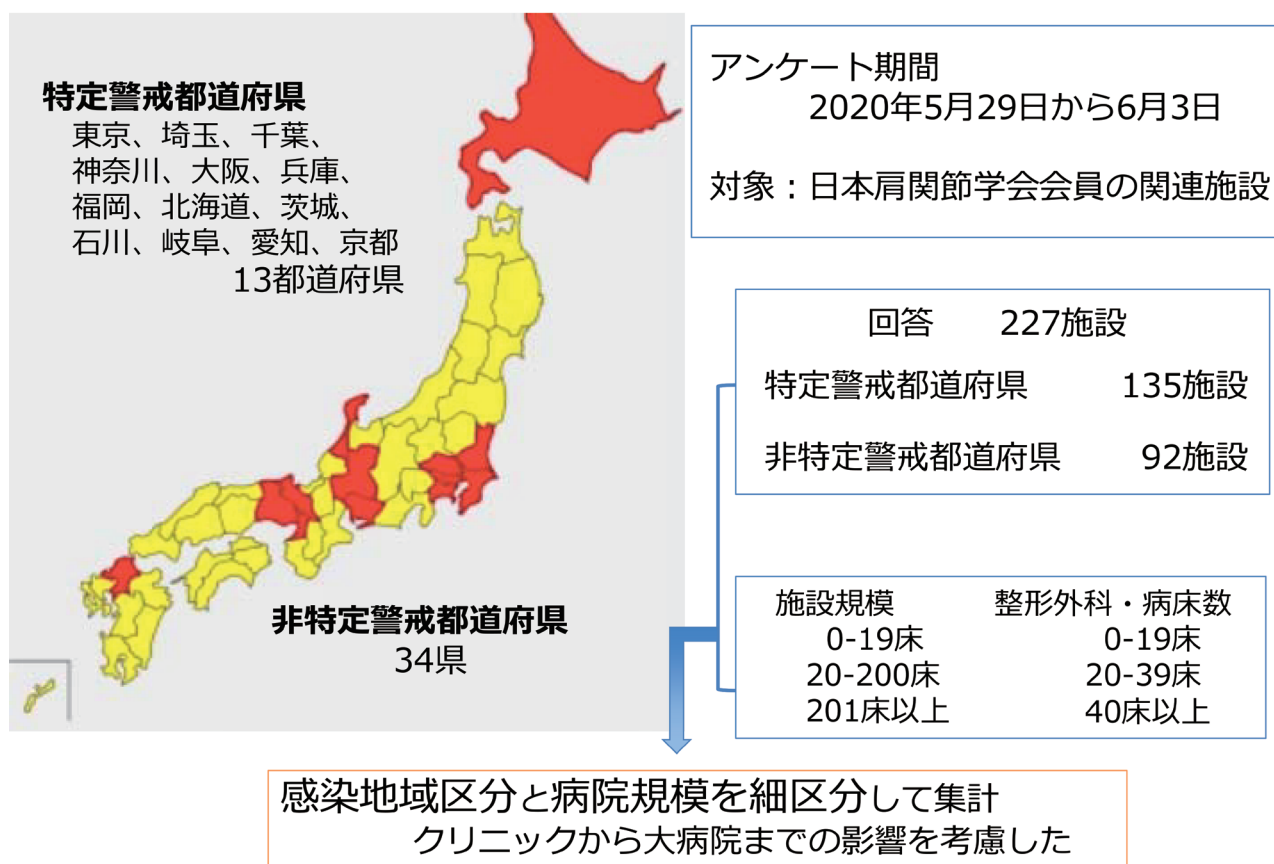 特定警戒都道府県
東京、埼玉、千葉、
神奈川、大阪、兵庫、
福岡、北海道、茨城、
石川、岐阜、愛知、京都
13都道府県
非特定警戒都道府県
34県
アンケート期間
2020年5月29日から6月3日
対象：日本肩関節学会会員の関連施設
回答 227施設
特定警戒都道府県 135施設
非特定警戒都道府県 92施設
施設規模 整形外科・病床数
0-19床 0-19床
20-200床 20-39床
201床以上 40床以上
感染地域区分と病院規模を細区分して集計
クリニックから大病院までの影響を考慮した